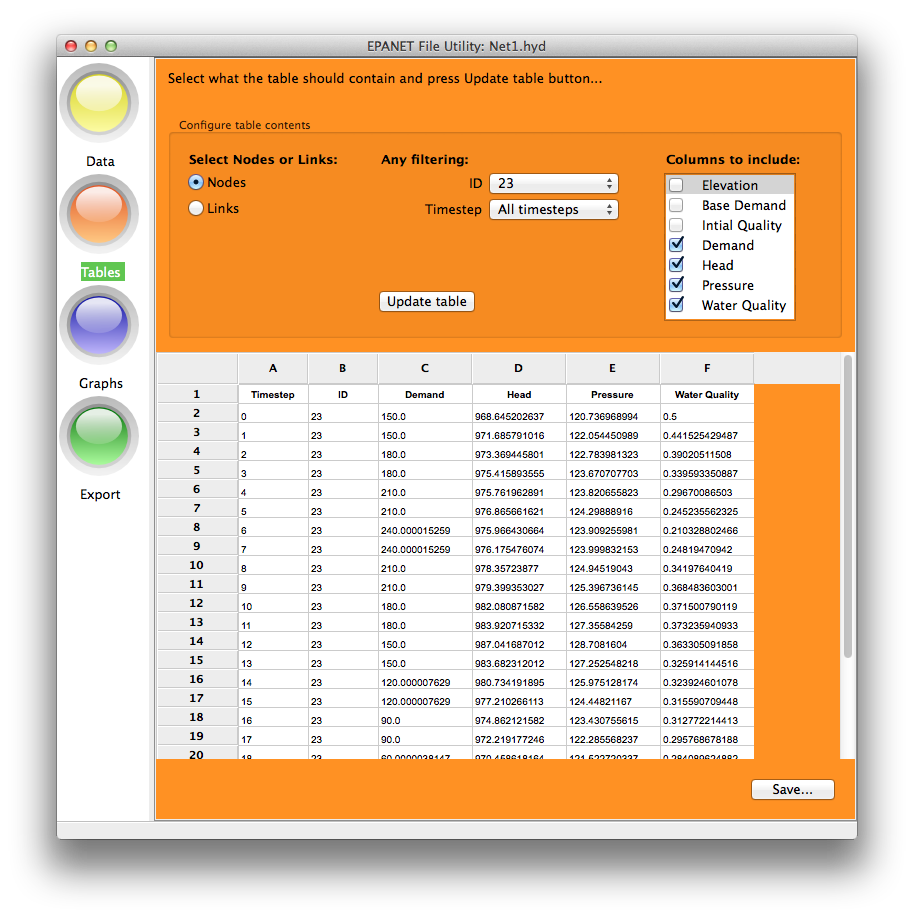 EPANET File Utility: Net1.hyd
Data
Tables
Graphs
Export
Select what the table should contain and press Update table button...
Configure table contents
Select Nodes or Links:
Nodes
Links
Any filtering:
ID 23
Timestep All timesteps
Update table
Columns to include:
Elevation
Base Demand
Intial Quality
Demand
Head
Pressure
Water Quality
A B C D E F
1 Timestep ID Demand Head Pressure Water Quality
2 0 23 150.0 968.645202637 120.736968994 0.5
3 1 23 150.0 971.685791016 122.054450989 0.441525429487
4 2 23 180.0 973.369445801 122.783981323 0.39020511508
5 3 23 180.0 975.415893555 123.670707703 0.339593350887
6 4 23 210.0 975.761962891 123.820655823 0.29670086503
7 5 23 210.0 976.865661621 124.29888916 0.245235562325
8 6 23 240.000015259 975.966430664 123.909255981 0.210328802466
9 7 23 240.000015259 976.175476074 123.999832153 0.24819470942
10 8 23 210.0 978.35723877 124.94519043 0.34197640419
11 9 23 210.0 979.399353027 125.396736145 0.368483603001
12 10 23 180.0 982.080871582 126.558639526 0.371500790119
13 11 23 180.0 983.920715332 127.35584259 0.373235940933
14 12 23 150.0 987.041687012 128.7081604 0.363305091858
15 13 23 150.0 983.682312012 127.252548218 0.325914144516
16 14 23 120.000007629 980.734191895 125.975128174 0.323924601078
17 15 23 120.000007629 977.210266113 124.44821167 0.315590709448
18 16 23 90.0 974.862121582 123.430755615 0.312772214413
19 17 23 90.0 972.219177246 122.285568237 0.295768678188
20 18 23 60.0000038147 970.458618164 121.522720337 0.284089624882
Save...